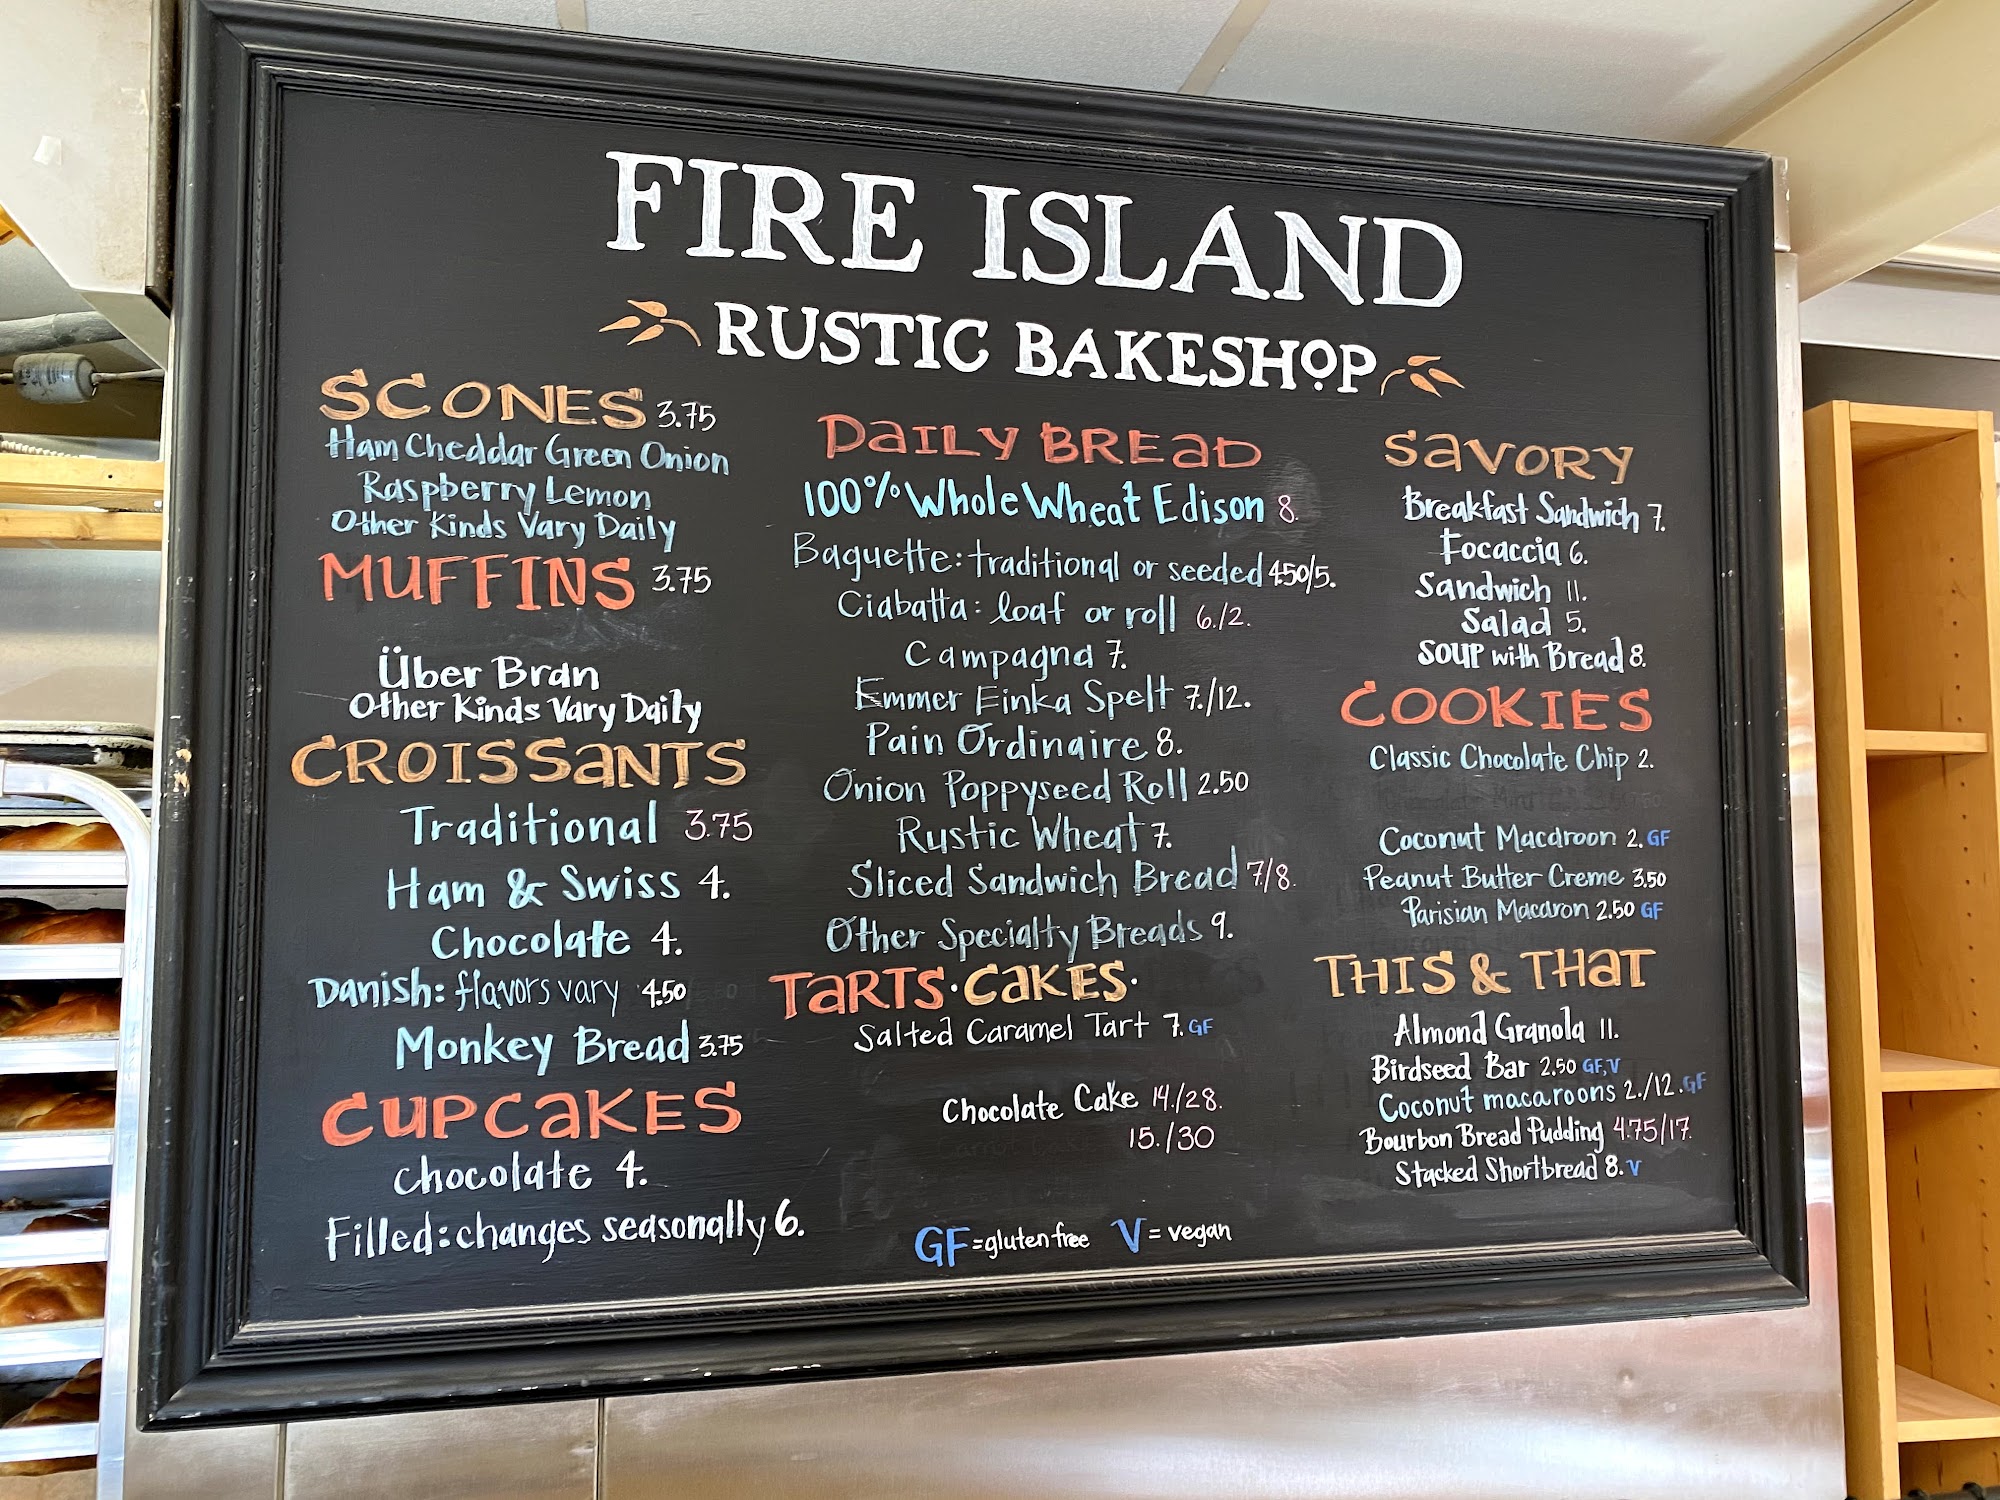 FIRE ISLAND
RUSTIC BAKESHOP
SCONES 3.75
Ham Cheddar Green Onion
Raspberry Lemon
Other Kinds Vary Daily
MUFFINS 3.75
Über Bran
Other Kinds Vary Daily
CROISSANTS
Traditional 3.75
Ham & Swiss 4.
Chocolate 4.
Danish: flavors vary 4.50
Monkey Bread 3.75
CUPCAKES
Chocolate 4.
Filled: changes seasonally 6.
DAILY BREAD
100% Whole Wheat Edison 8.
Baguette: traditional or seeded 4.50/5.
Ciabatta: loaf or roll 6./2.
Campagna 7.
Emmer Einka Spelt 7./12.
Pain Ordinaire 8.
Onion Poppyseed Roll 2.50
Rustic Wheat 7.
Sliced Sandwich Bread 7/8.
Other Specialty Breads 9.
TARTS · CAKES ·
Salted Caramel Tart 7. GF
Chocolate Cake 14./28.
15./30
GF = gluten free V = vegan
SAVORY
Breakfast Sandwich 7.
Focaccia 6.
Sandwich 11.
Salad 5.
SOUP with Bread 8.
COOKIES
Classic Chocolate Chip 2.
Coconut Macaroon 2. GF
Peanut Butter Creme 3.50
Parisian Macaron 2.50 GF
THIS & THAT
Almond Granola 11.
Birdseed Bar 2.50 GF, V
Coconut macaroons 2./12. GF
Bourbon Bread Pudding 4.75/17.
Stacked Shortbread 8. V